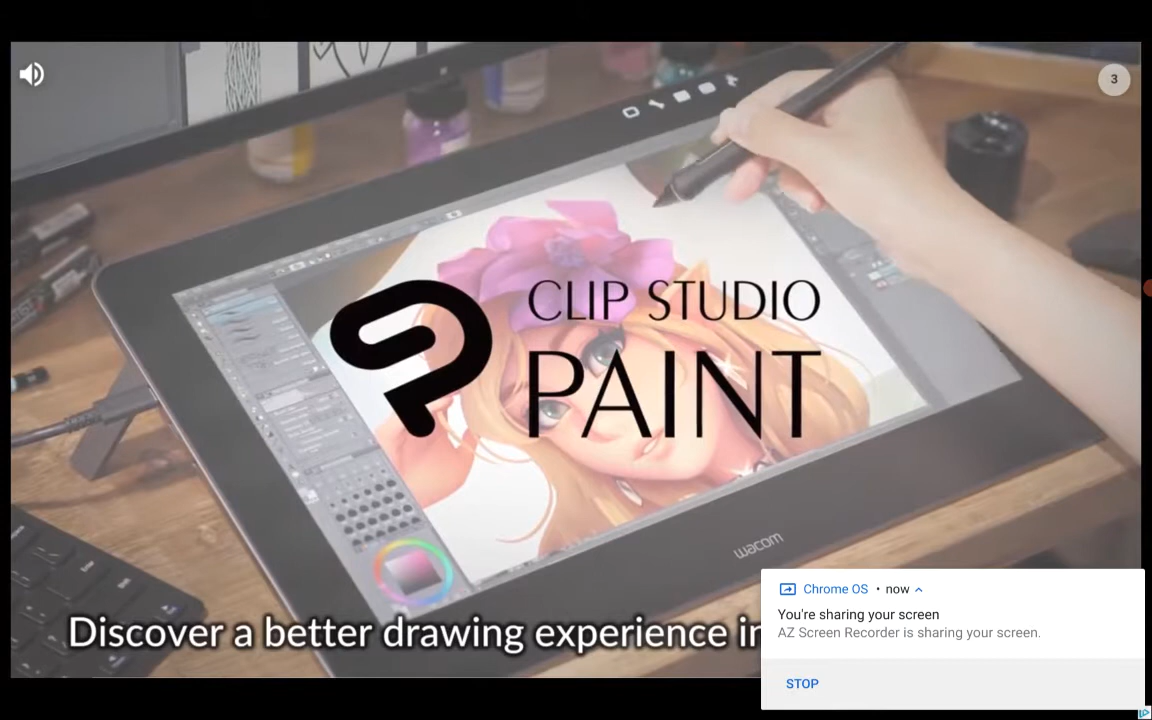 3
CLIP STUDIO
PAINT
wacom
Discover a better drawing experience in
Chrome OS • now
You're sharing your screen
AZ Screen Recorder is sharing your screen.
STOP